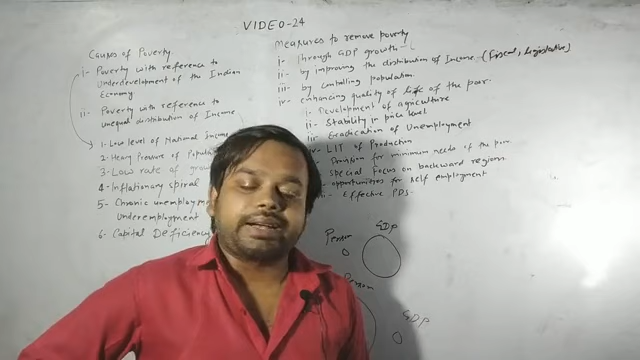 VIDEO-24
Causes of Poverty
i- Poverty with reference to
Underdevelopment of the Indian
Economy
ii- Poverty with reference to
unequal distribution of Income
1- Low level of National Income
2- Heavy Pressure of
3- Low rate of
4- Inflationary spiral
5- Chronic
Underemployment
6- Capital Deficiency
Measures to remove poverty
i- Through GDP growth
ii- by improving the distribution of Income (fiscal, legislative)
iii- by controlling population
iv- enhancing quality of life of the poor
i- Development of agriculture
ii- Stability in price level
iii- Eradication of Unemployment
LIT of Production
Provision for minimum needs of the poor
special focus on backward regions
opportunities for self employment
Effective PDS
Person
GDP
Person
GDP